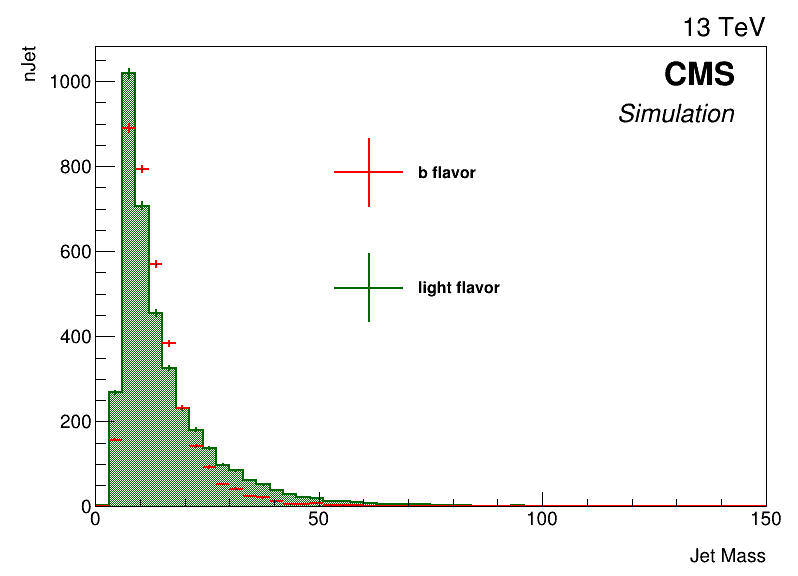 13 TeV
nJet
CMS
Simulation
1000
800
600
400
200
0
b flavor
light flavor
0 50 100 150
Jet Mass